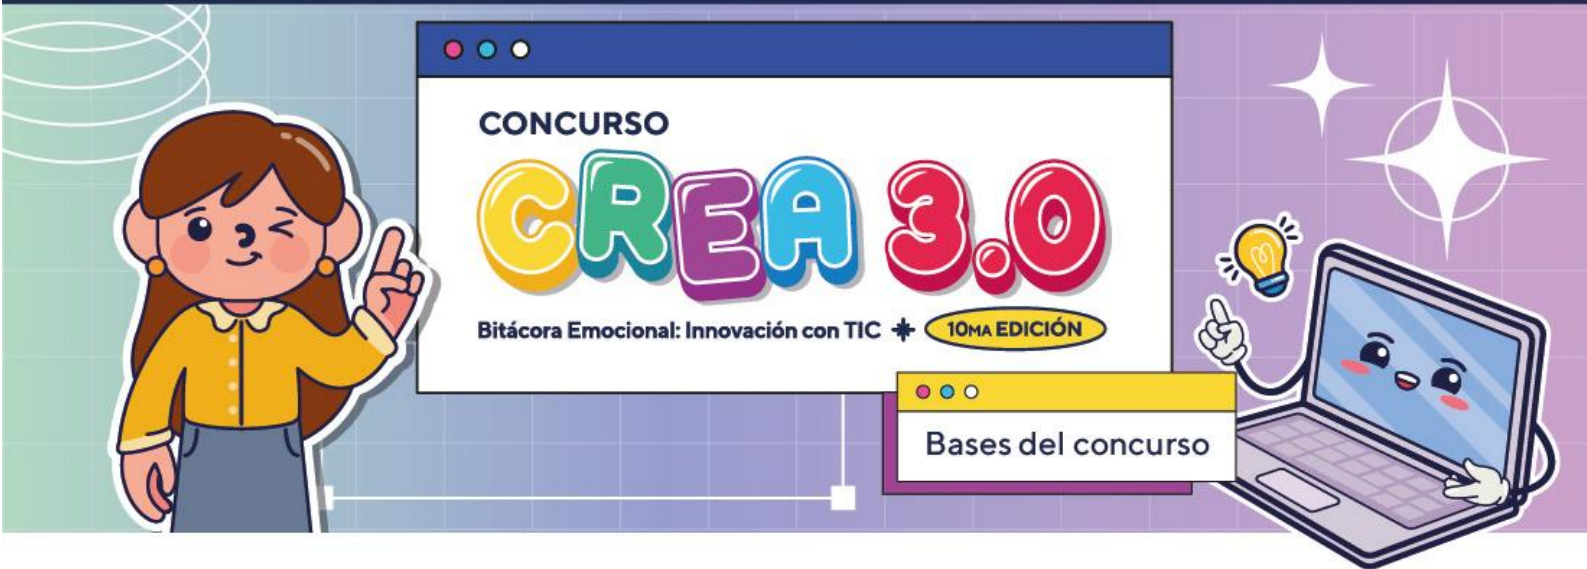 CONCURSO
CREA 3.0
Bitácora Emocional: Innovación con TIC
10MA EDICIÓN
Bases del concurso